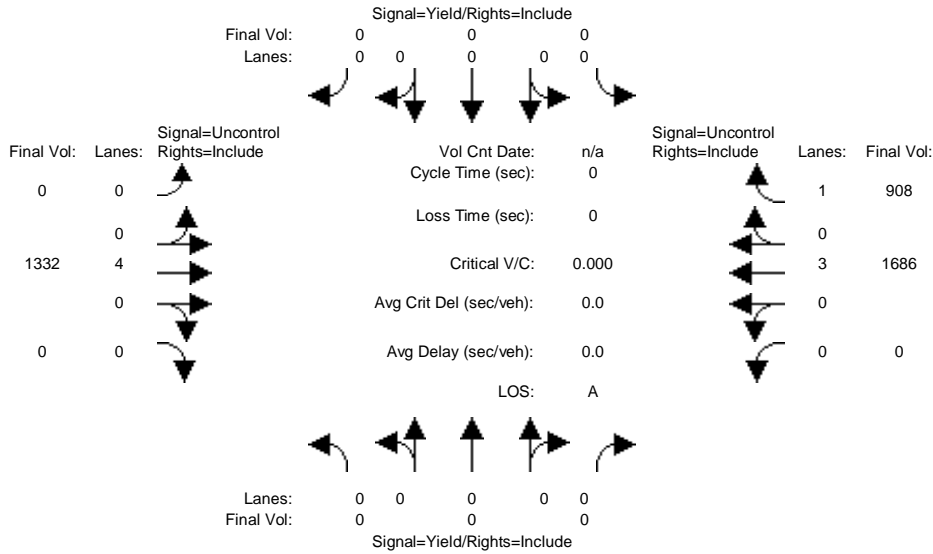 Signal=Yield/Rights=Include
Final Vol: 0 0 0
Lanes: 0 0 0 0 0
Signal=Uncontrol
Final Vol: Lanes: Rights=Include
Vol Cnt Date: n/a
Signal=Uncontrol
Rights=Include Lanes: Final Vol:
Cycle Time (sec): 0
0 0
1 908
Loss Time (sec): 0
0
0
1332 4
Critical V/C: 0.000
3 1686
0
Avg Crit Del (sec/veh): 0.0
0
0 0
Avg Delay (sec/veh): 0.0
0 0
LOS: A
Lanes: 0 0 0 0 0
Final Vol: 0 0 0
Signal=Yield/Rights=Include